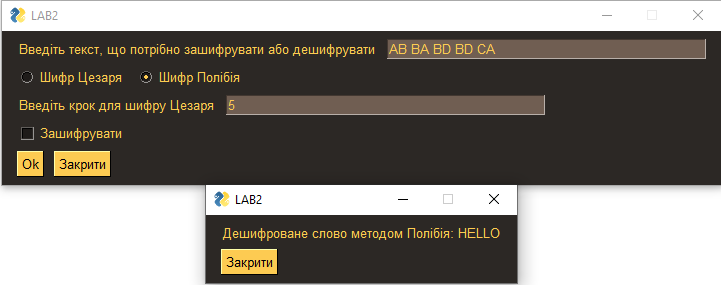 LAB2
Введіть текст, що потрібно зашифрувати або дешифрувати AB BA BD BD CA
Шифр Цезаря Шифр Полібія
Введіть крок для шифру Цезаря 5
Зашифрувати
Ok Закрити
LAB2
Дешифроване слово методом Полібія: HELLO
Закрити